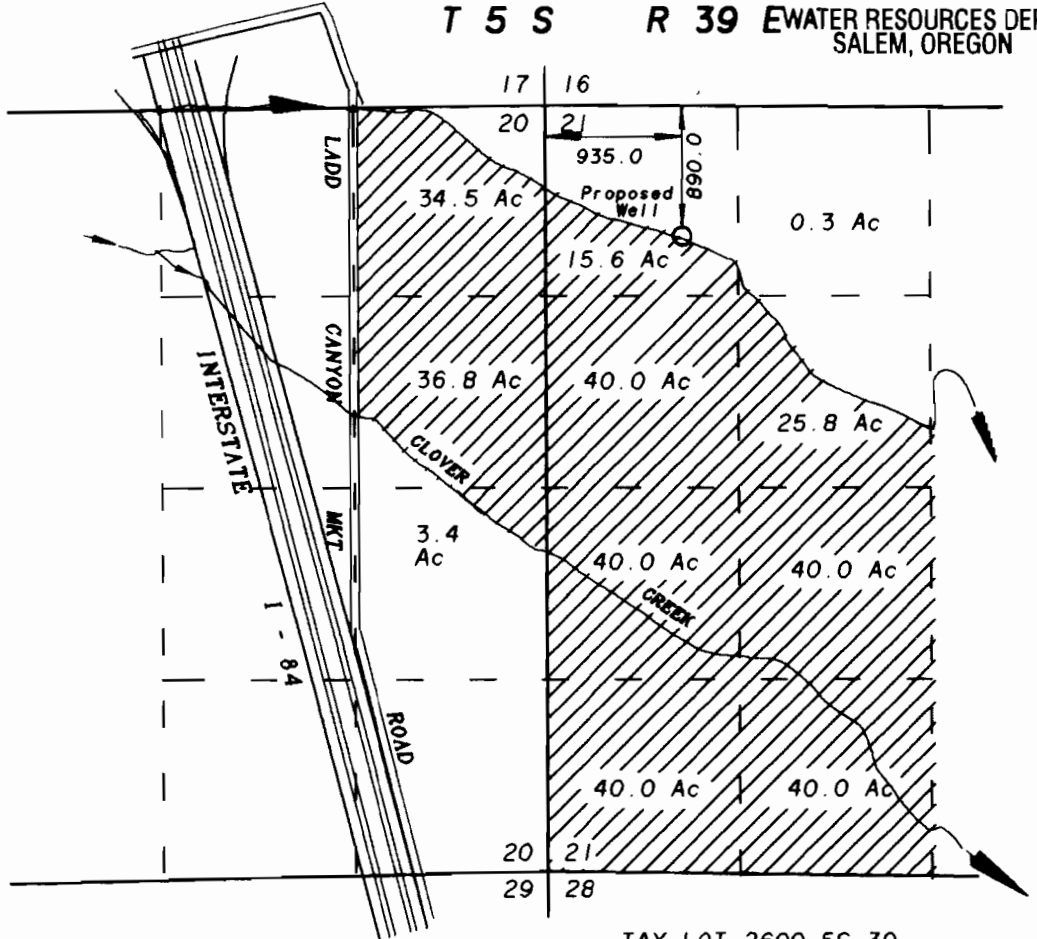 T 5 S R 39 E WATER RESOURCES DEP
SALEM, OREGON
17 16
20 21
935.0
890.0
LADD
34.5 Ac
Proposed
Well
0.3 Ac
15.6 Ac
INTERSTATE
CANYON
36.8 Ac
40.0 Ac
25.8 Ac
CLOVER
MKT
3.4
Ac
40.0 Ac
40.0 Ac
CREEK
I - 84
ROAD
40.0 Ac
40.0 Ac
20 21
29 28
TAX LOT 2600 5S 39